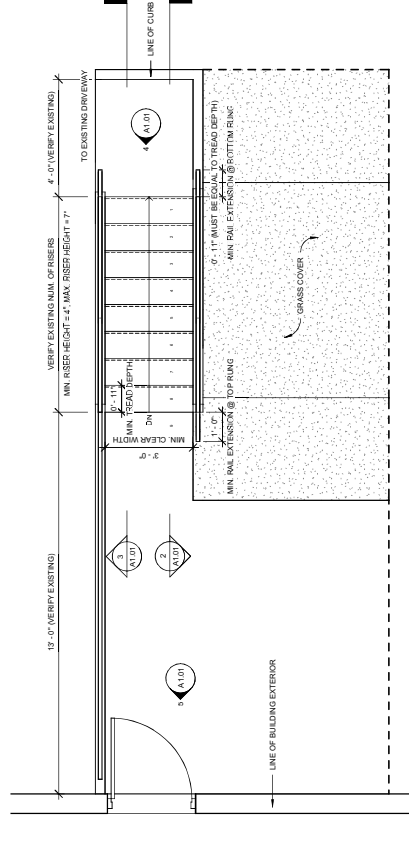 LINE OF CURB
TO EXISTING DRIVEWAY
4' - 0" (VERIFY EXISTING)
4
A1.01
VERIFY EXISTING NUM. OF RISERS
MIN. RISER HEIGHT = 4", MAX. RISER HEIGHT = 7"
0' - 11" (MUST BE EQUAL TO TREAD DEPTH)
MIN. RAIL EXTENSION @ BOTTOM RUNG
GRASS COVER
0' - 11"
MIN. TREAD DEPTH
DN
MIN. CLEAR WIDTH
3' - 0"
1' - 0"
MIN. RAIL EXTENSION @ TOP RUNG
13' - 0" (VERIFY EXISTING)
3
A1.01
2
A1.01
5
A1.01
LINE OF BUILDING EXTERIOR